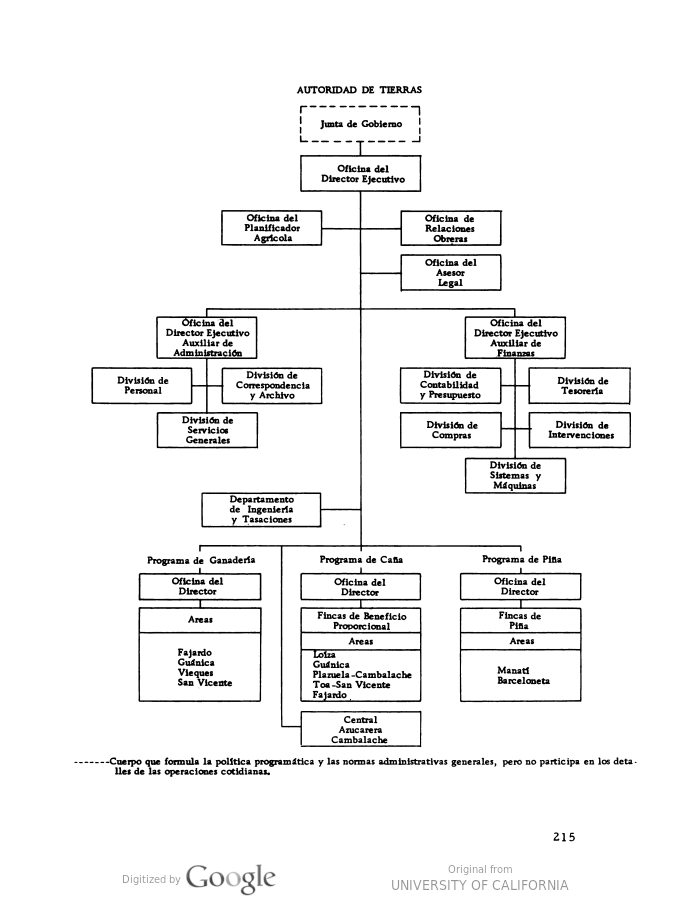 AUTORIDAD DE TIERRAS
Junta de Gobierno
Oficina del
Director Ejecutivo
Oficina del
Planificador
Agrícola
Oficina de
Relaciones
Obreras
Oficina del
Asesor
Legal
Oficina del
Director Ejecutivo
Auxiliar de
Administración
Oficina del
Director Ejecutivo
Auxiliar de
Finanzas
División de
Personal
División de
Correspondencia
y Archivo
División de
Contabilidad
y Presupuesto
División de
Tesorería
División de
Servicios
Generales
División de
Compras
División de
Intervenciones
División de
Sistemas y
Máquinas
Departamento
de Ingeniería
y Tasaciones
Programa de Ganadería
Programa de Caña
Programa de Piña
Oficina del
Director
Oficina del
Director
Oficina del
Director
Areas
Fajardo
Guánica
Vieques
San Vicente
Fincas de Beneficio
Proporcional
Areas
Loíza
Guánica
Plazuela-Cambalache
Toa-San Vicente
Fajardo
Fincas de
Piña
Areas
Manatí
Barceloneta
Central
Azucarera
Cambalache
-------Cuerpo que formula la política programática y las normas administrativas generales, pero no participa en los deta-
lles de las operaciones cotidianas.
215
Digitized by Google
Original from
UNIVERSITY OF CALIFORNIA